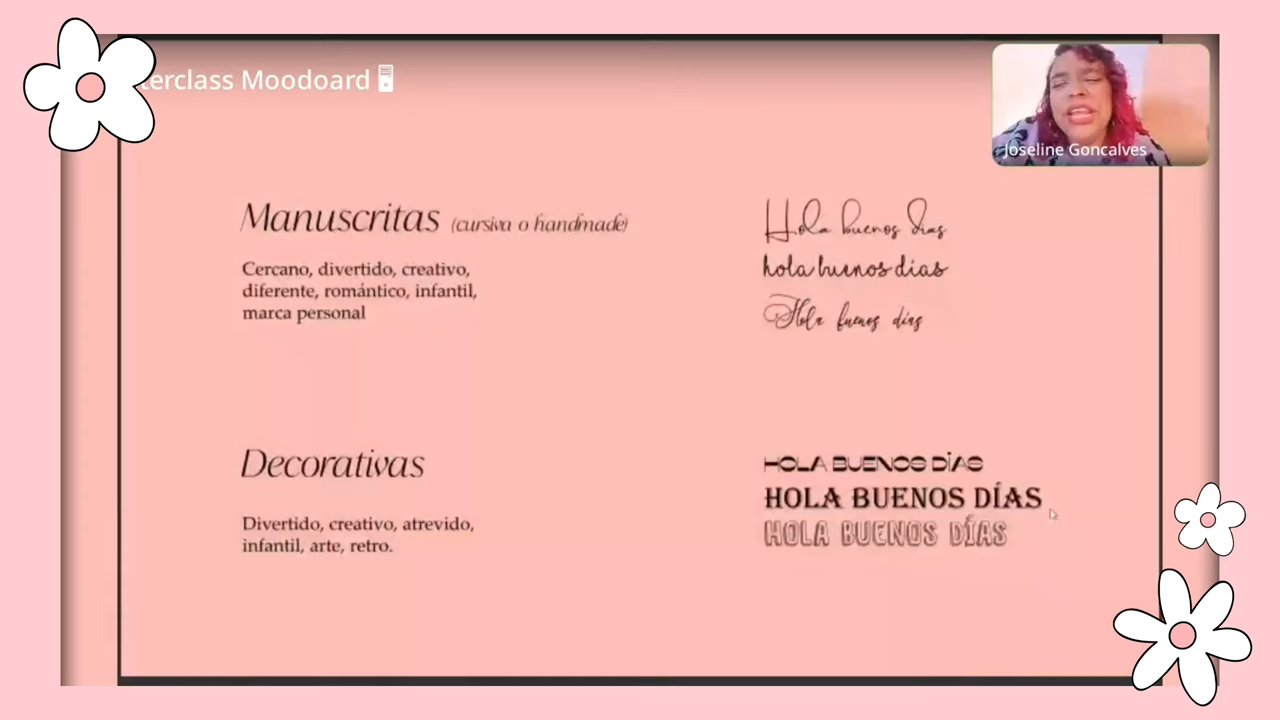 terclass Moodoard
Joseline Goncalves
Manuscritas (cursiva o handmade)
Cercano, divertido, creativo,
diferente, romántico, infantil,
marca personal
Hola buenos dias
hola buenos días
Hola buenos días
Decorativas
Divertido, creativo, atrevido,
infantil, arte, retro.
HOLA BUENOS DÍAS
HOLA BUENOS DÍAS
HOLA BUENOS DÍAS